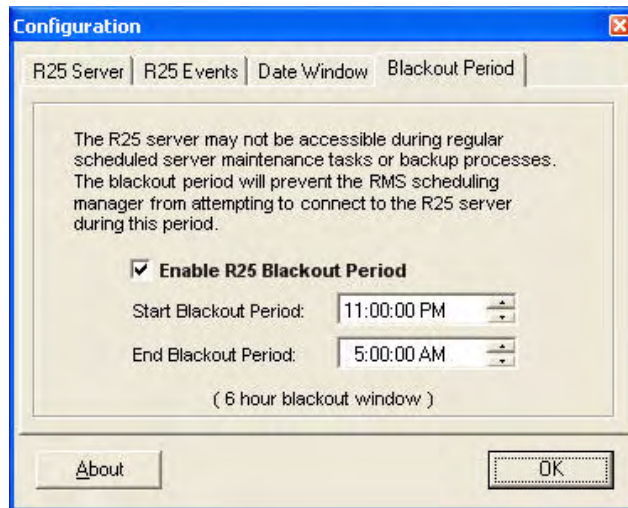 Configuration
R25 Server
R25 Events
Date Window
Blackout Period
The R25 server may not be accessible during regular
scheduled server maintenance tasks or backup processes.
The blackout period will prevent the RMS scheduling
manager from attempting to connect to the R25 server
during this period.
Enable R25 Blackout Period
Start Blackout Period: 11:00:00 PM
End Blackout Period: 5:00:00 AM
( 6 hour blackout window )
About
OK